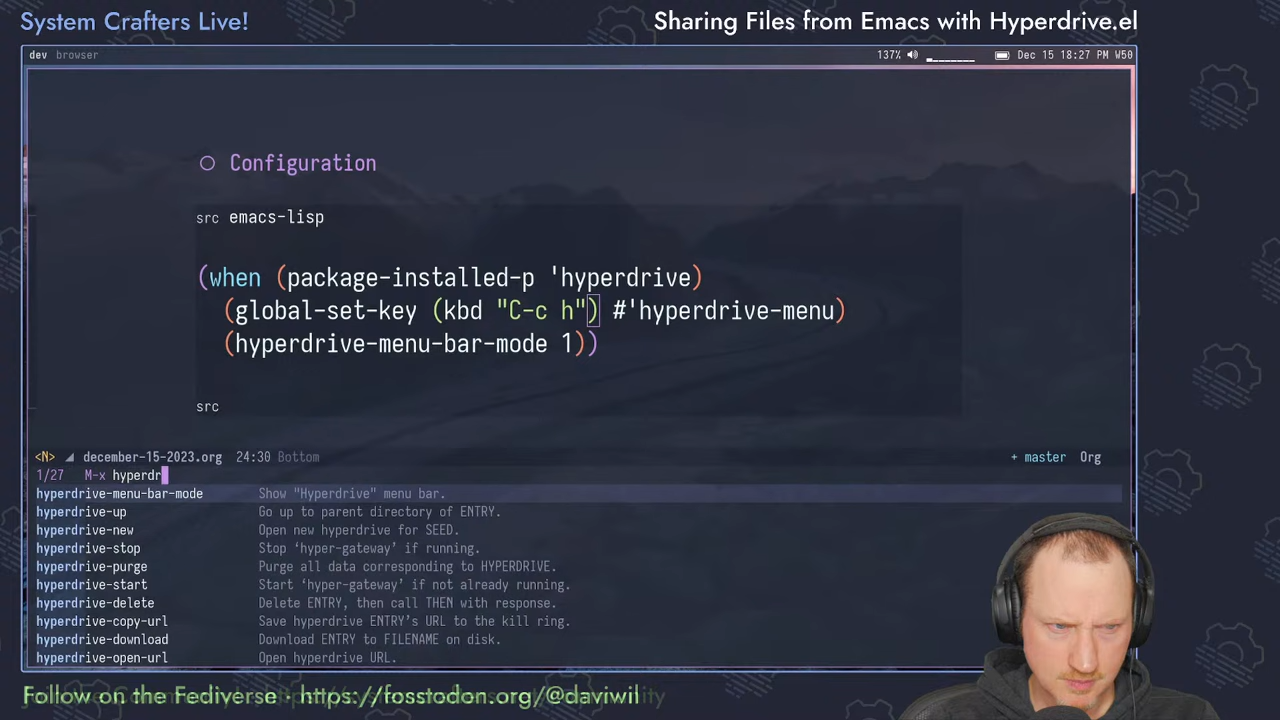 System Crafters Live!
Sharing Files from Emacs with Hyperdrive.el
dev browser
137% Dec 15 18:27 PM W50
Configuration
src emacs-lisp
(when (package-installed-p 'hyperdrive)
(global-set-key (kbd "C-c h") #'hyperdrive-menu)
(hyperdrive-menu-bar-mode 1))
src
<N> december-15-2023.org 24:30 Bottom + master Org
1/27 M-x hyperdr
hyperdrive-menu-bar-mode Show "Hyperdrive" menu bar.
hyperdrive-up Go up to parent directory of ENTRY.
hyperdrive-new Open new hyperdrive for SEED.
hyperdrive-stop Stop ‘hyper-gateway’ if running.
hyperdrive-purge Purge all data corresponding to HYPERDRIVE.
hyperdrive-start Start ‘hyper-gateway’ if not already running.
hyperdrive-delete Delete ENTRY, then call THEN with response.
hyperdrive-copy-url Save hyperdrive ENTRY’s URL to the kill ring.
hyperdrive-download Download ENTRY to FILENAME on disk.
hyperdrive-open-url Open hyperdrive URL.
Follow on the Fediverse · https://fosstodon.org/@daviwil